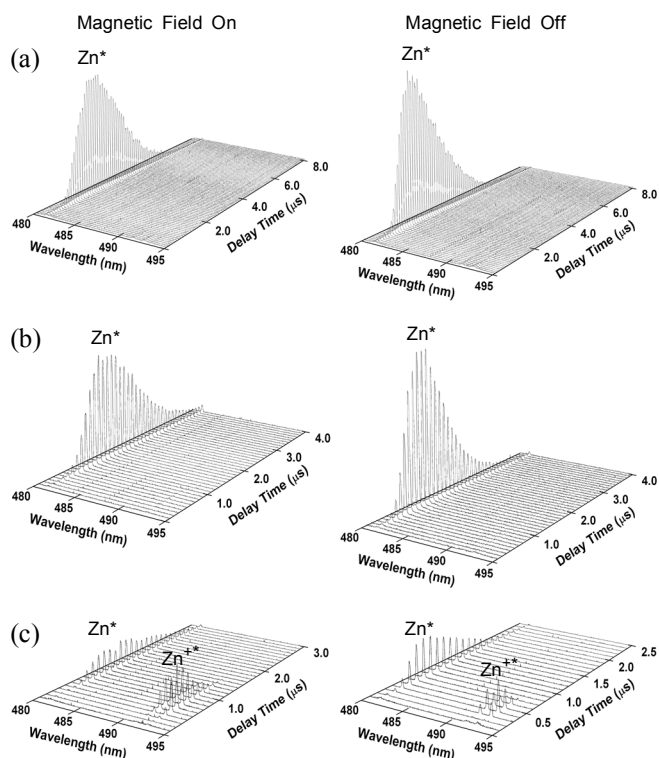 Magnetic Field On
Magnetic Field Off
(a)
Zn*
480
485
490
495
Wavelength (nm)
2.0
4.0
6.0
8.0
Delay Time (μs)
Zn*
480
485
490
495
Wavelength (nm)
2.0
4.0
6.0
8.0
Delay Time (μs)
(b)
Zn*
480
485
490
495
Wavelength (nm)
1.0
2.0
3.0
4.0
Delay Time (μs)
Zn*
480
485
490
495
Wavelength (nm)
1.0
2.0
3.0
4.0
Delay Time (μs)
(c)
Zn*
Zn+*
480
485
490
495
Wavelength (nm)
1.0
2.0
3.0
Delay Time (μs)
Zn*
Zn+*
480
485
490
495
Wavelength (nm)
0.5
1.0
1.5
2.0
2.5
Delay Time (μs)